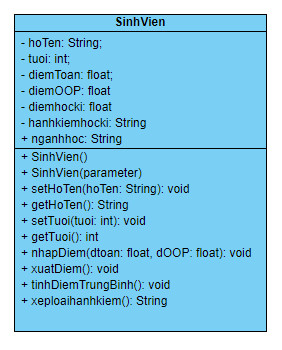 SinhVien
- hoTen: String;
- tuoi: int;
- diemToan: float;
- diemOOP: float
- diemhocki: float
- hanhkiemhocki: String
+ nganhhoc: String
+ SinhVien()
+ SinhVien(parameter)
+ setHoTen(hoTen: String): void
+ getHoTen(): String
+ setTuoi(tuoi: int): void
+ getTuoi(): int
+ nhapDiem(dtoan: float, dOOP: float): void
+ xuatDiem(): void
+ tinhDiemTrungBinh(): void
+ xeploaihanhkiem(): String